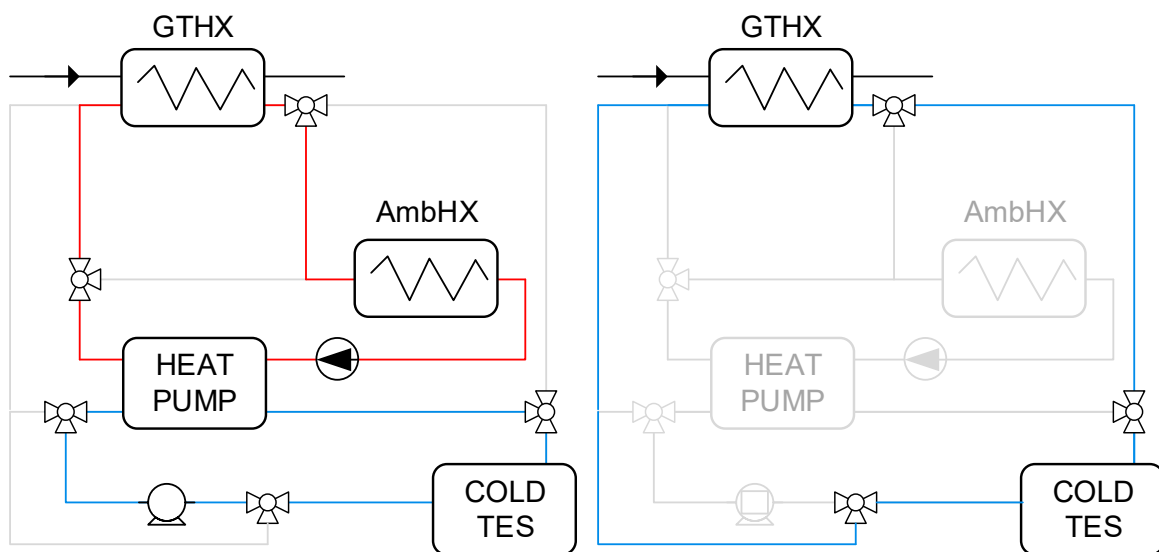 GTHX
AmbHX
HEAT
PUMP
COLD
TES
GTHX
AmbHX
HEAT
PUMP
COLD
TES